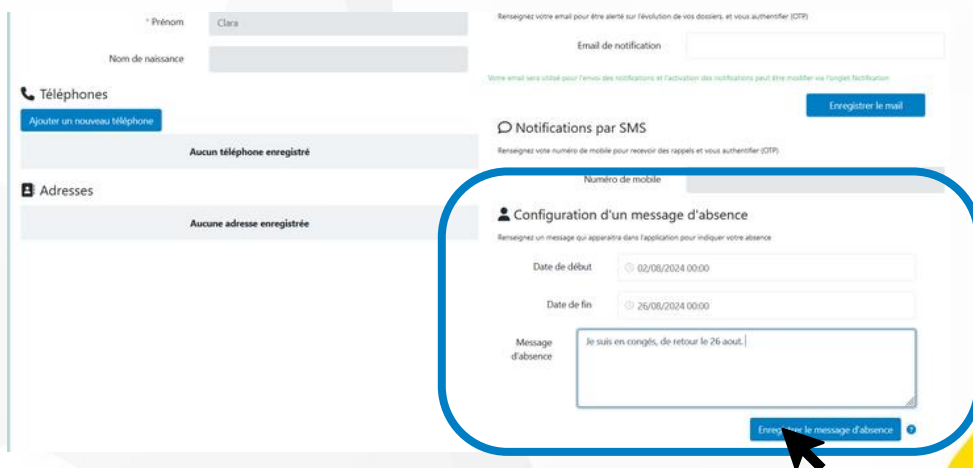 * Prénom
Clara
Nom de naissance
Téléphones
Ajouter un nouveau téléphone
Aucun téléphone enregistré
Adresses
Aucune adresse enregistrée
Renseignez votre email pour être alerté sur l'évolution de vos dossiers, et vous authentifier (OTP)
Email de notification
Votre email sera utilisé pour l'envoi des notifications et l'activation des notifications peut être modifier via l'onglet Notification
Enregistrer le mail
Notifications par SMS
Renseignez votre numéro de mobile pour recevoir des rappels et vous authentifier (OTP)
Numéro de mobile
Configuration d'un message d'absence
Renseignez un message qui apparaitra dans l'application pour indiquer votre absence
Date de début
02/08/2024 00:00
Date de fin
26/08/2024 00:00
Message
d'absence
Je suis en congés, de retour le 26 aout.
Enregistrer le message d'absence
?